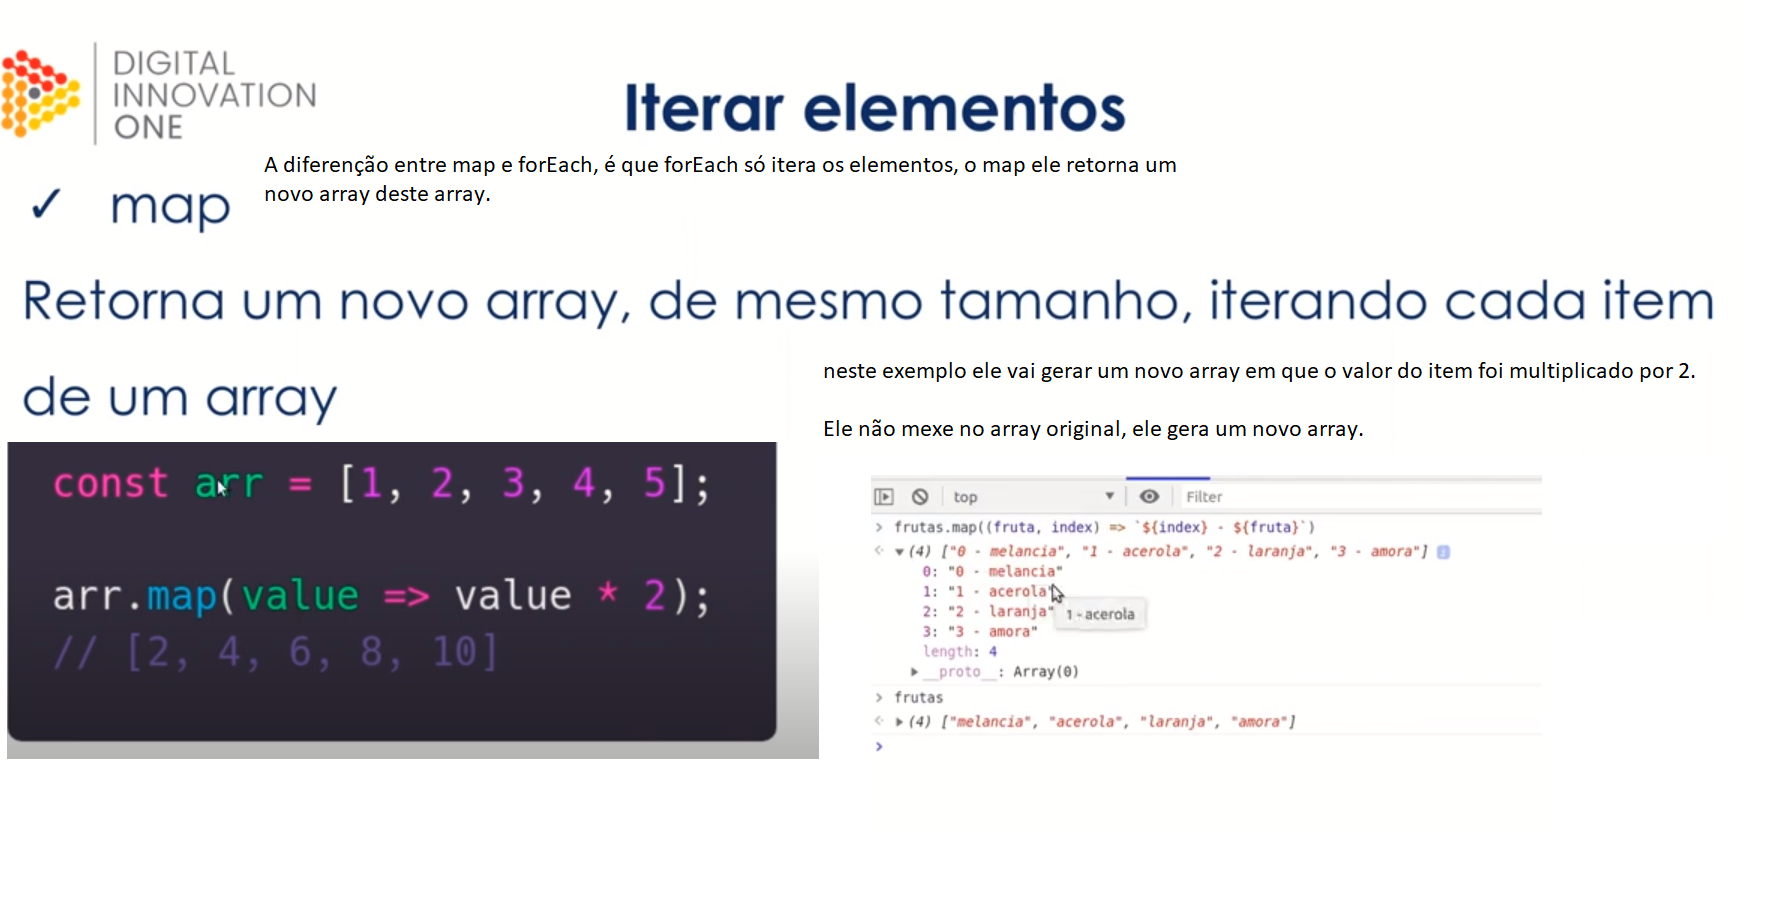 DIGITAL
INNOVATION
ONE
Iterar elementos
A diferenção entre map e forEach, é que forEach só itera os elementos, o map ele retorna um
novo array deste array.
✓ map
Retorna um novo array, de mesmo tamanho, iterando cada item
de um array
neste exemplo ele vai gerar um novo array em que o valor do item foi multiplicado por 2.
Ele não mexe no array original, ele gera um novo array.
const arr = [1, 2, 3, 4, 5];
arr.map(value => value * 2);
// [2, 4, 6, 8, 10]
top Filter
> frutas.map((fruta, index) => `${index} - ${fruta}`)
(4) ["0 - melancia", "1 - acerola", "2 - laranja", "3 - amora"] i
0: "0 - melancia"
1: "1 - acerola"
2: "2 - laranja"
1 - acerola
3: "3 - amora"
length: 4
__proto__: Array(0)
> frutas
(4) ["melancia", "acerola", "laranja", "amora"]
>